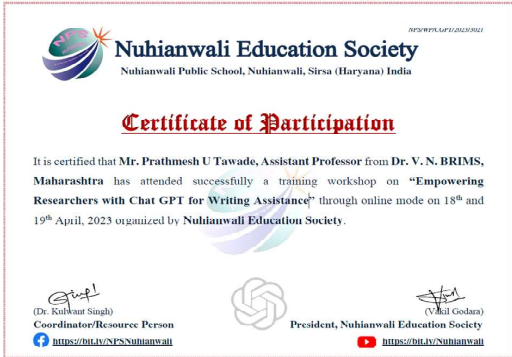 NPS/WPR/CGPT/2023/3021
NPS
Nuhianwali Education Society
Nuhianwali Public School, Nuhianwali, Sirsa (Haryana) India
Certificate of Participation
It is certified that Mr. Prathmesh U Tawade, Assistant Professor from Dr. V. N. BRIMS,
Maharashtra has attended successfully a training workshop on “Empowering
Researchers with Chat GPT for Writing Assistance” through online mode on 18th and
19th April, 2023 organized by Nuhianwali Education Society.
(Dr. Kulwant Singh)
(Vakil Godara)
Coordinator/Resource Person
President, Nuhianwali Education Society
https://bit.ly/NPSNuhianwali
https://bit.ly/Nuhianwali